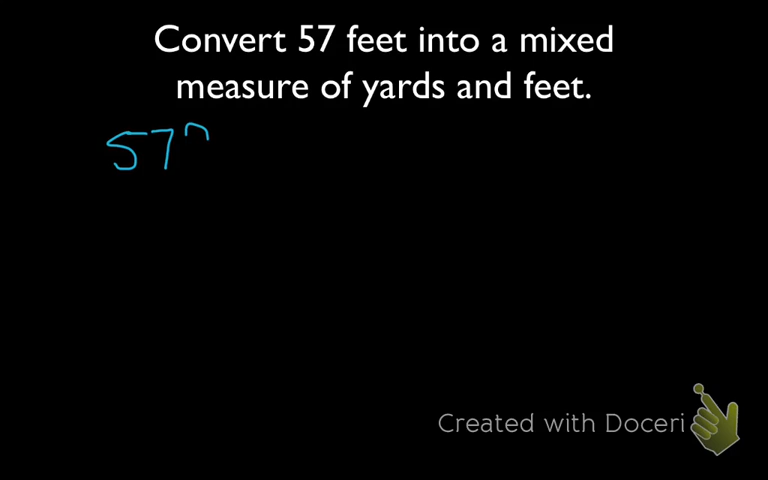 Convert 57 feet into a mixed
measure of yards and feet.
57
Created with Doceri